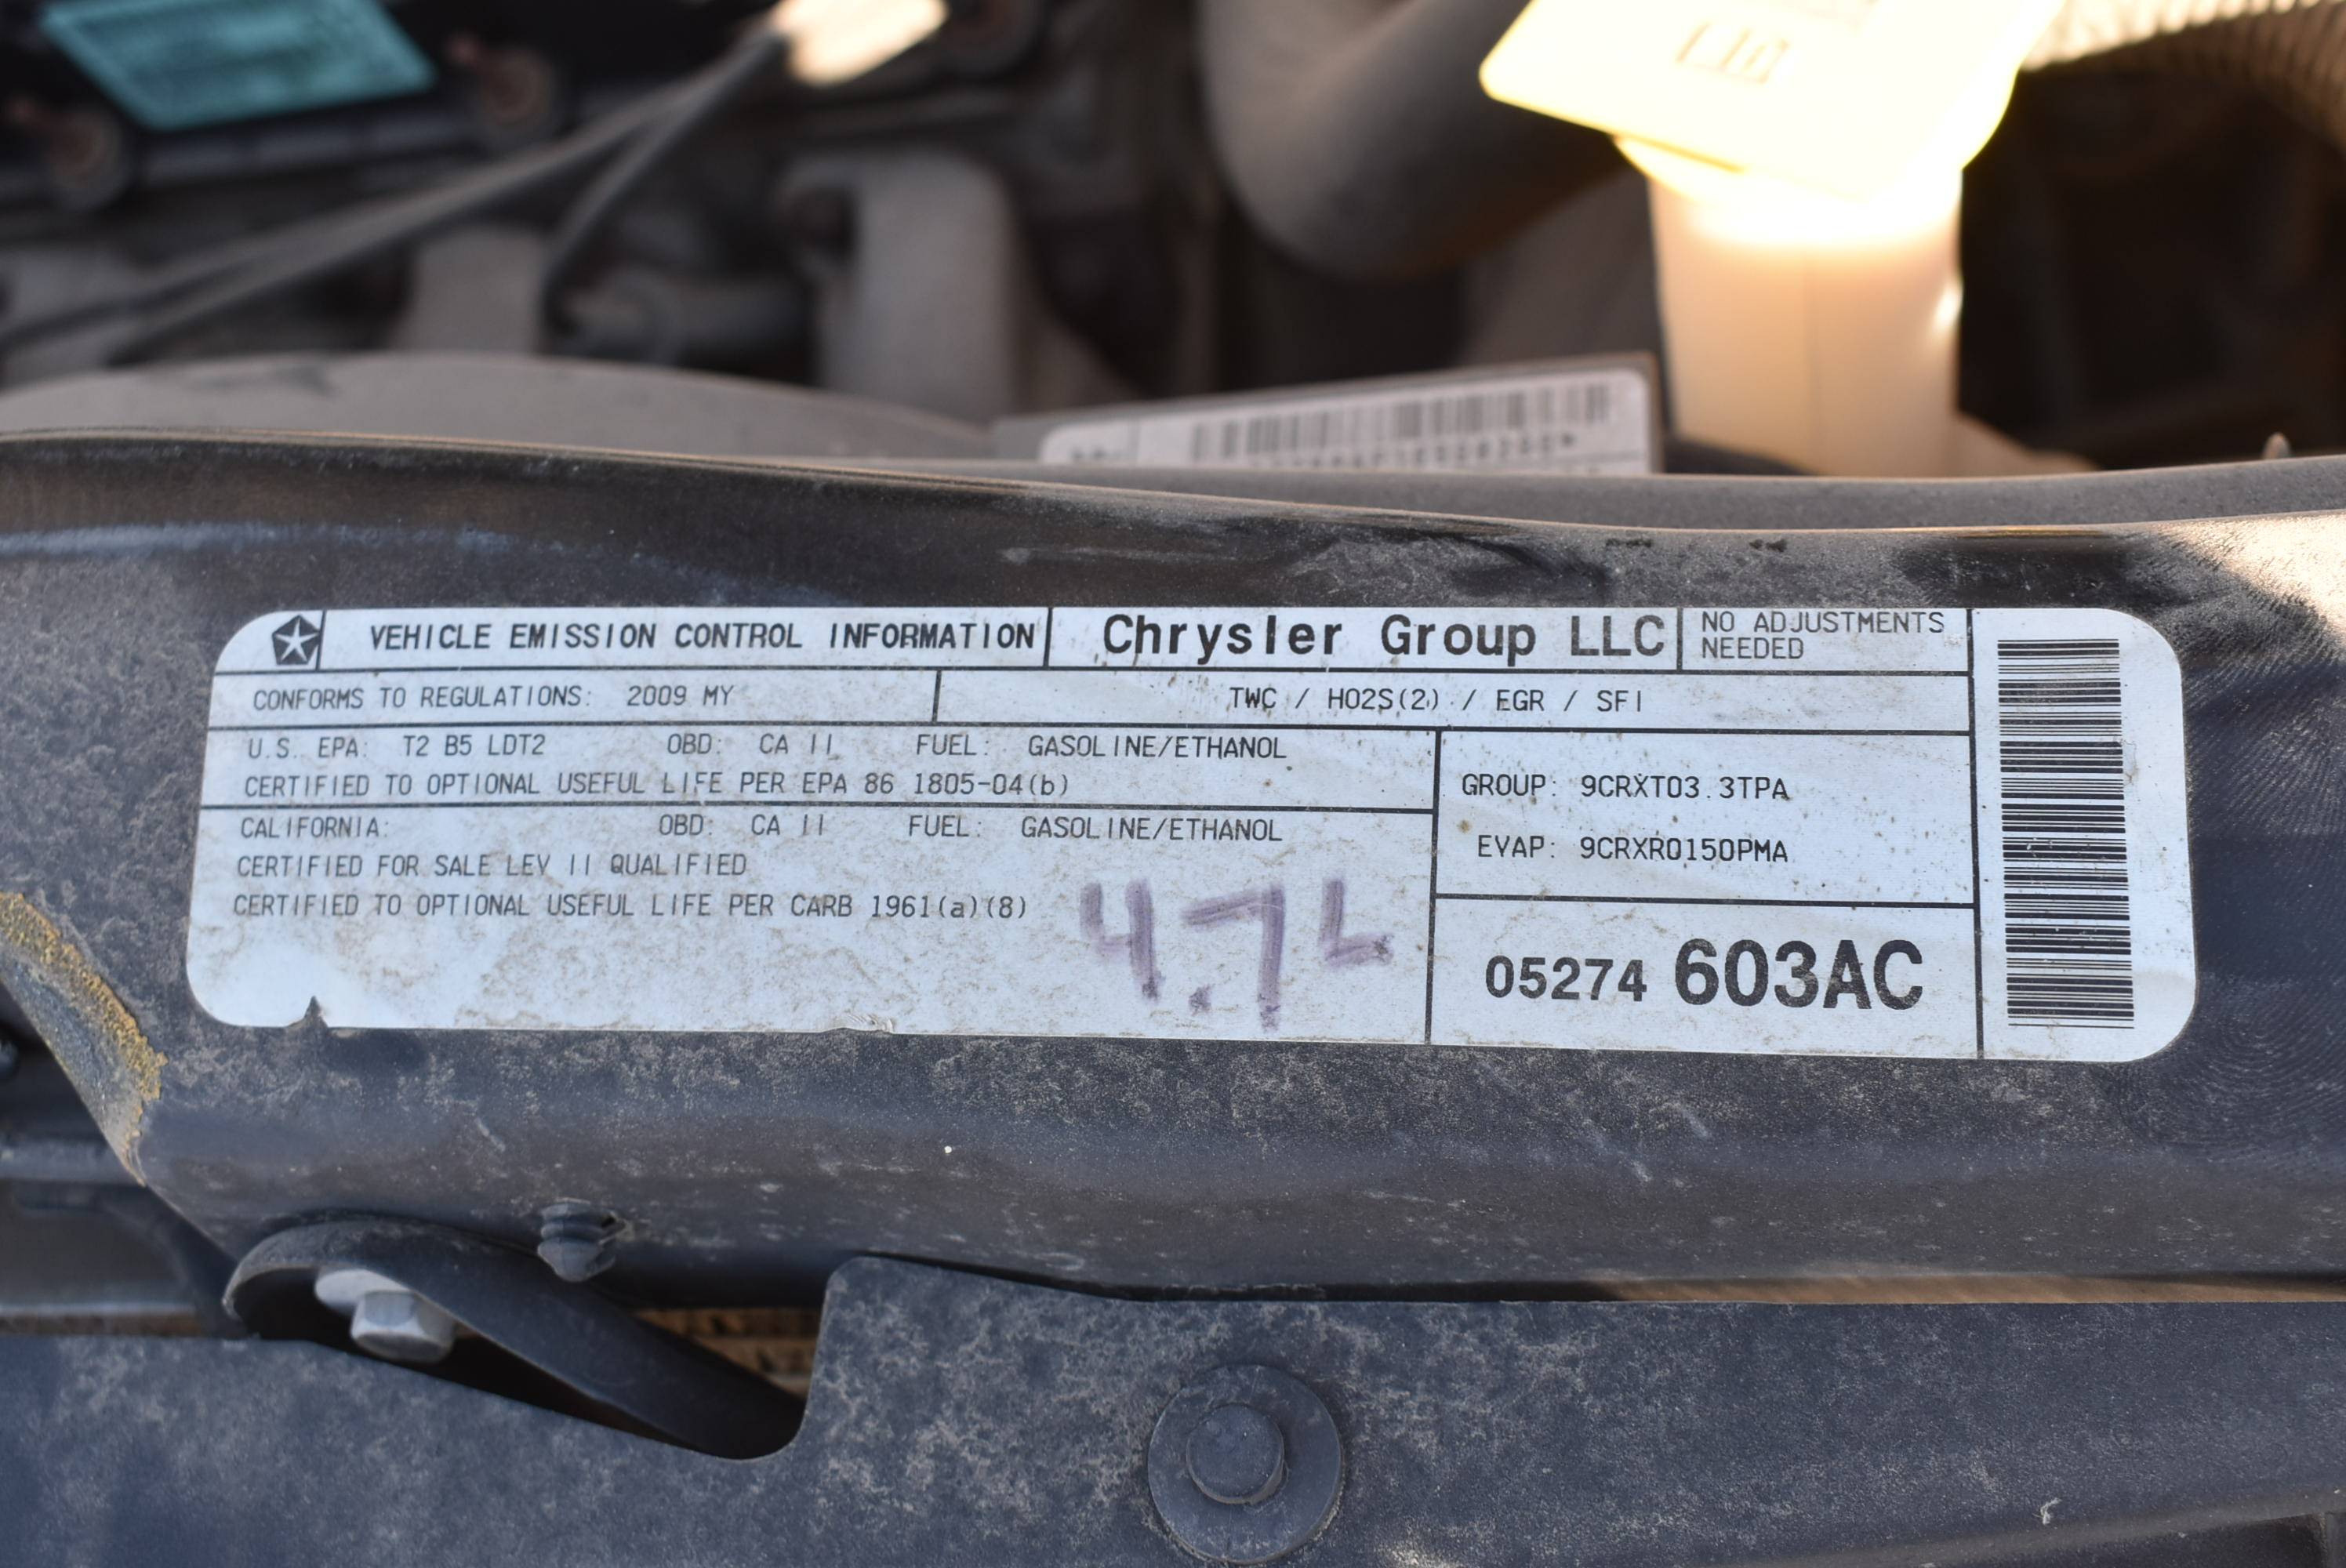 VEHICLE EMISSION CONTROL INFORMATION
Chrysler Group LLC
NO ADJUSTMENTS
NEEDED
CONFORMS TO REGULATIONS: 2009 MY
TWC / HO2S(2) / EGR / SFI
U.S. EPA: T2 B5 LDT2 OBD: CA II FUEL: GASOLINE/ETHANOL
CERTIFIED TO OPTIONAL USEFUL LIFE PER EPA 86 1805-04(b)
CALIFORNIA: OBD: CA II FUEL: GASOLINE/ETHANOL
CERTIFIED FOR SALE LEV II QUALIFIED
CERTIFIED TO OPTIONAL USEFUL LIFE PER CARB 1961(a)(8)
4.7L
GROUP: 9CRXT03.3TPA
EVAP: 9CRXR0150PMA
05274 603AC